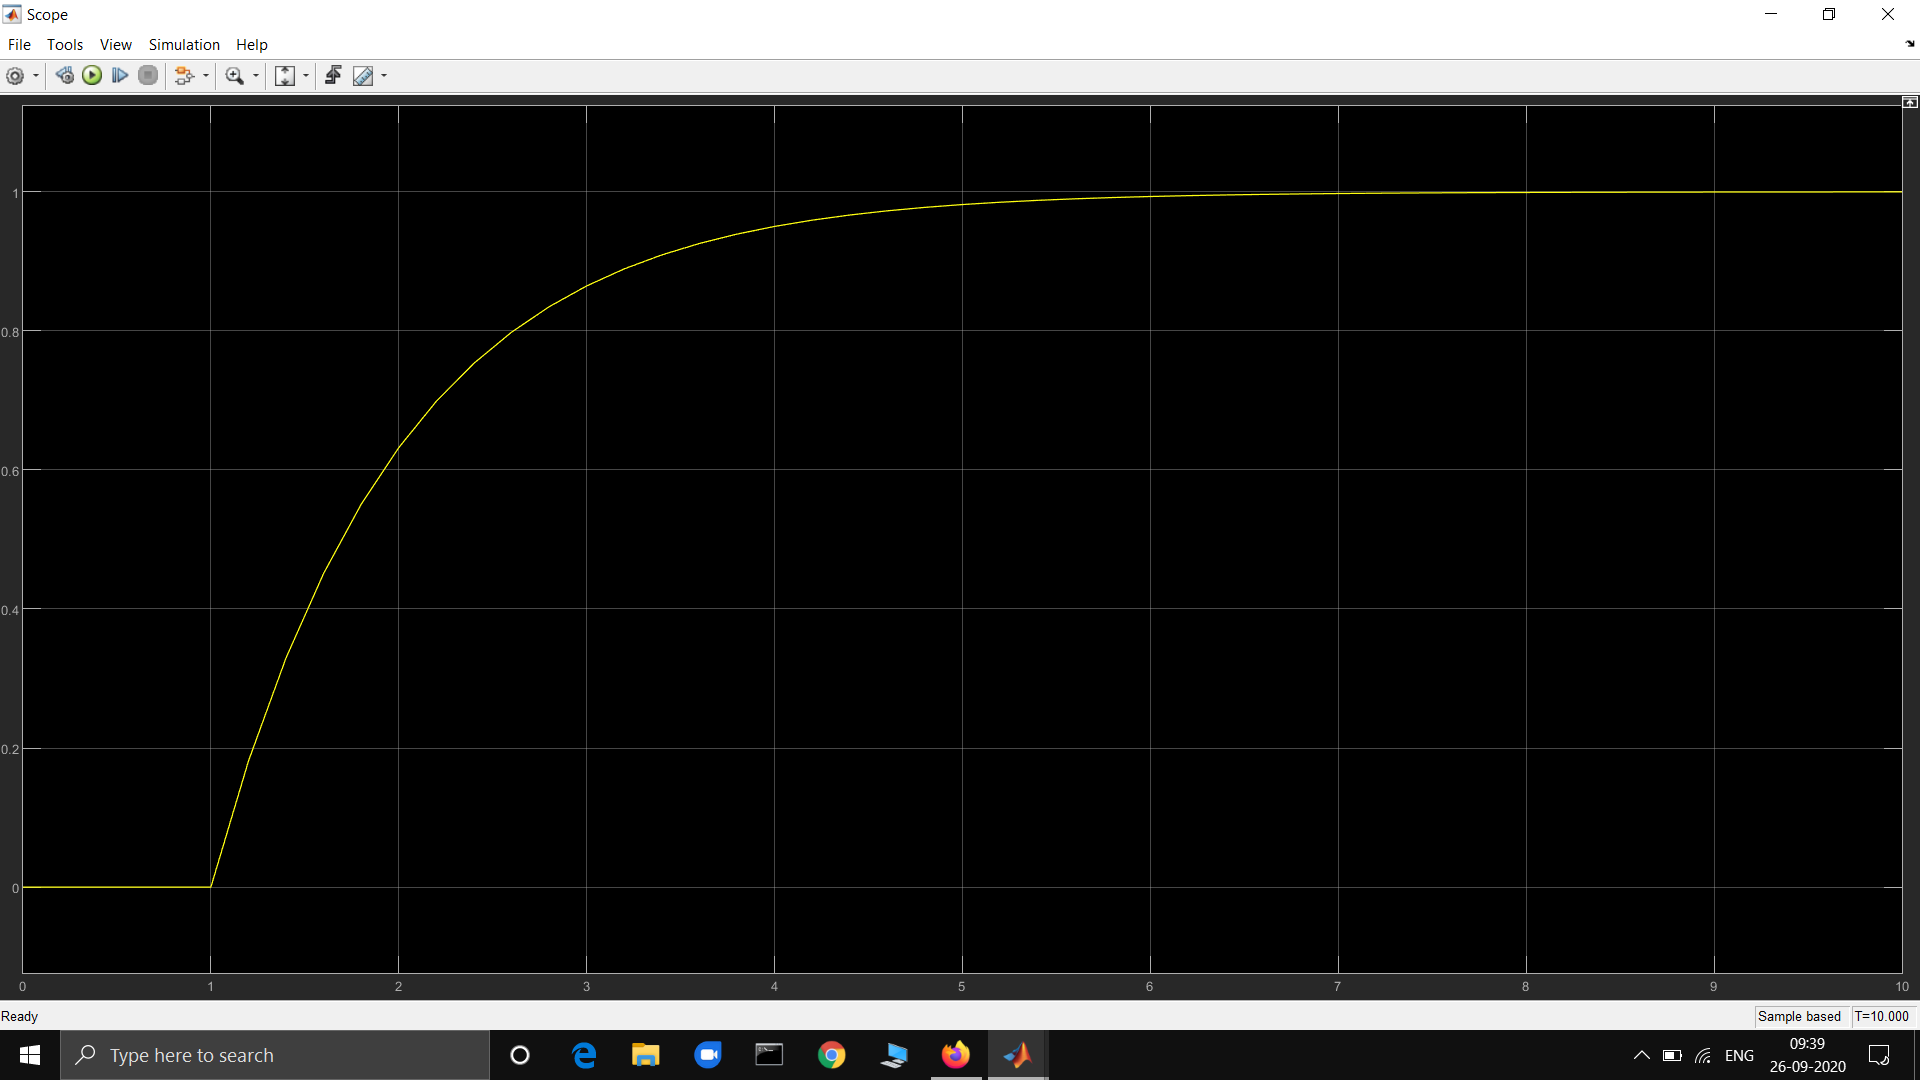 Scope
File Tools View Simulation Help
1
0.8
0.6
0.4
0.2
0
0 1 2 3 4 5 6 7 8 9 10
Ready
Sample based T=10.000
Type here to search
ENG
09:39
26-09-2020